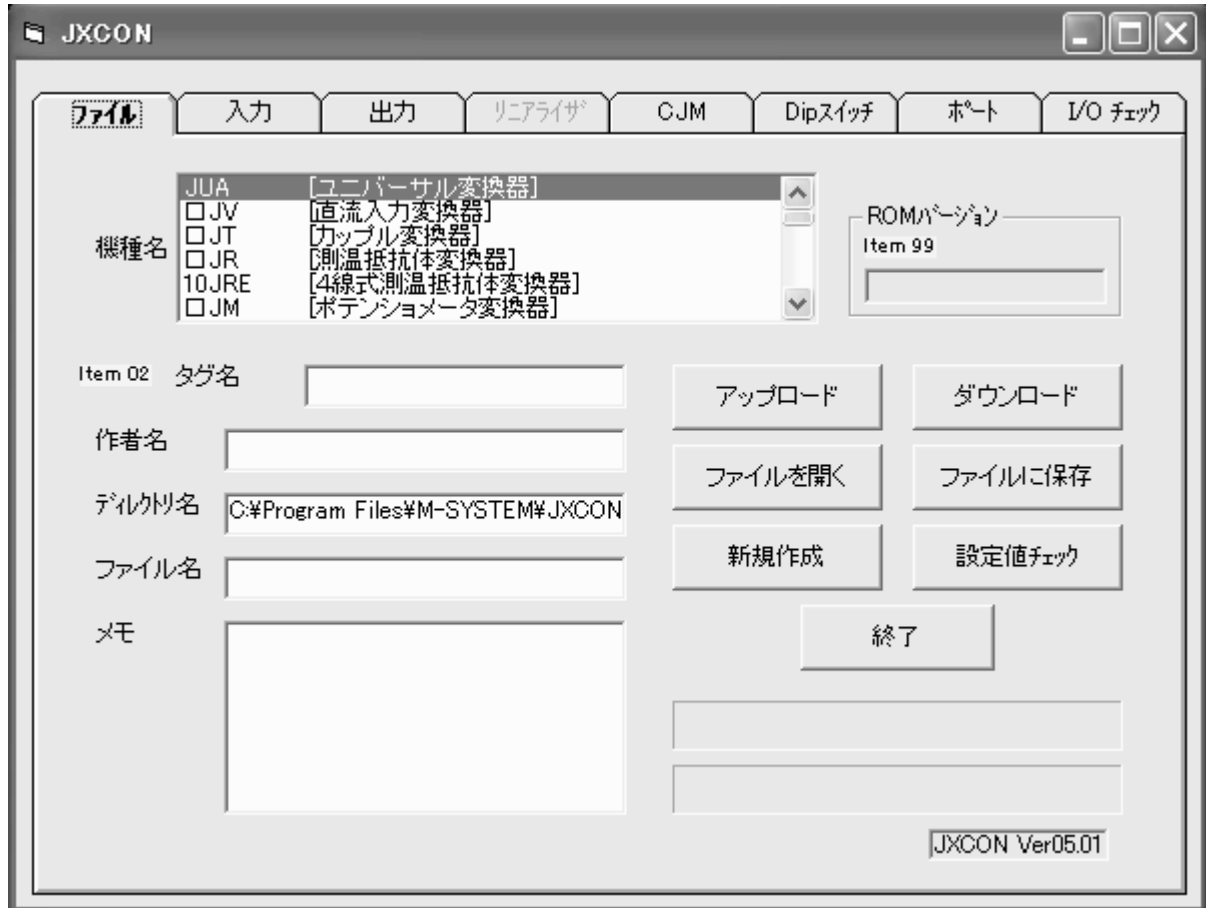 JXCON
ファイル 入力 出力 リニアライザ CJM Dipスイッチ ポート I/O チェック
機種名
JUA [ユニバーサル変換器]
□JV [直流入力変換器]
□JT [カップル変換器]
□JR [測温抵抗体変換器]
10JRE [4線式測温抵抗体変換器]
□JM [ポテンショメータ変換器]
ROMバージョン
Item 99
Item 02 タグ名
作者名
ディレクトリ名 C:¥Program Files¥M-SYSTEM¥JXCON
ファイル名
メモ
アップロード ダウンロード
ファイルを開く ファイルに保存
新規作成 設定値チェック
終了
JXCON Ver05.01